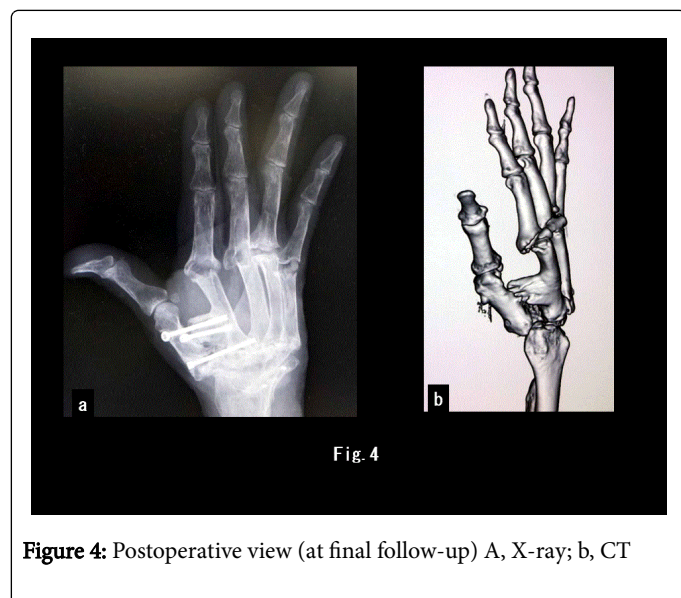 a
b
Fig.4
Figure 4: Postoperative view (at final follow-up) A, X-ray; b, CT